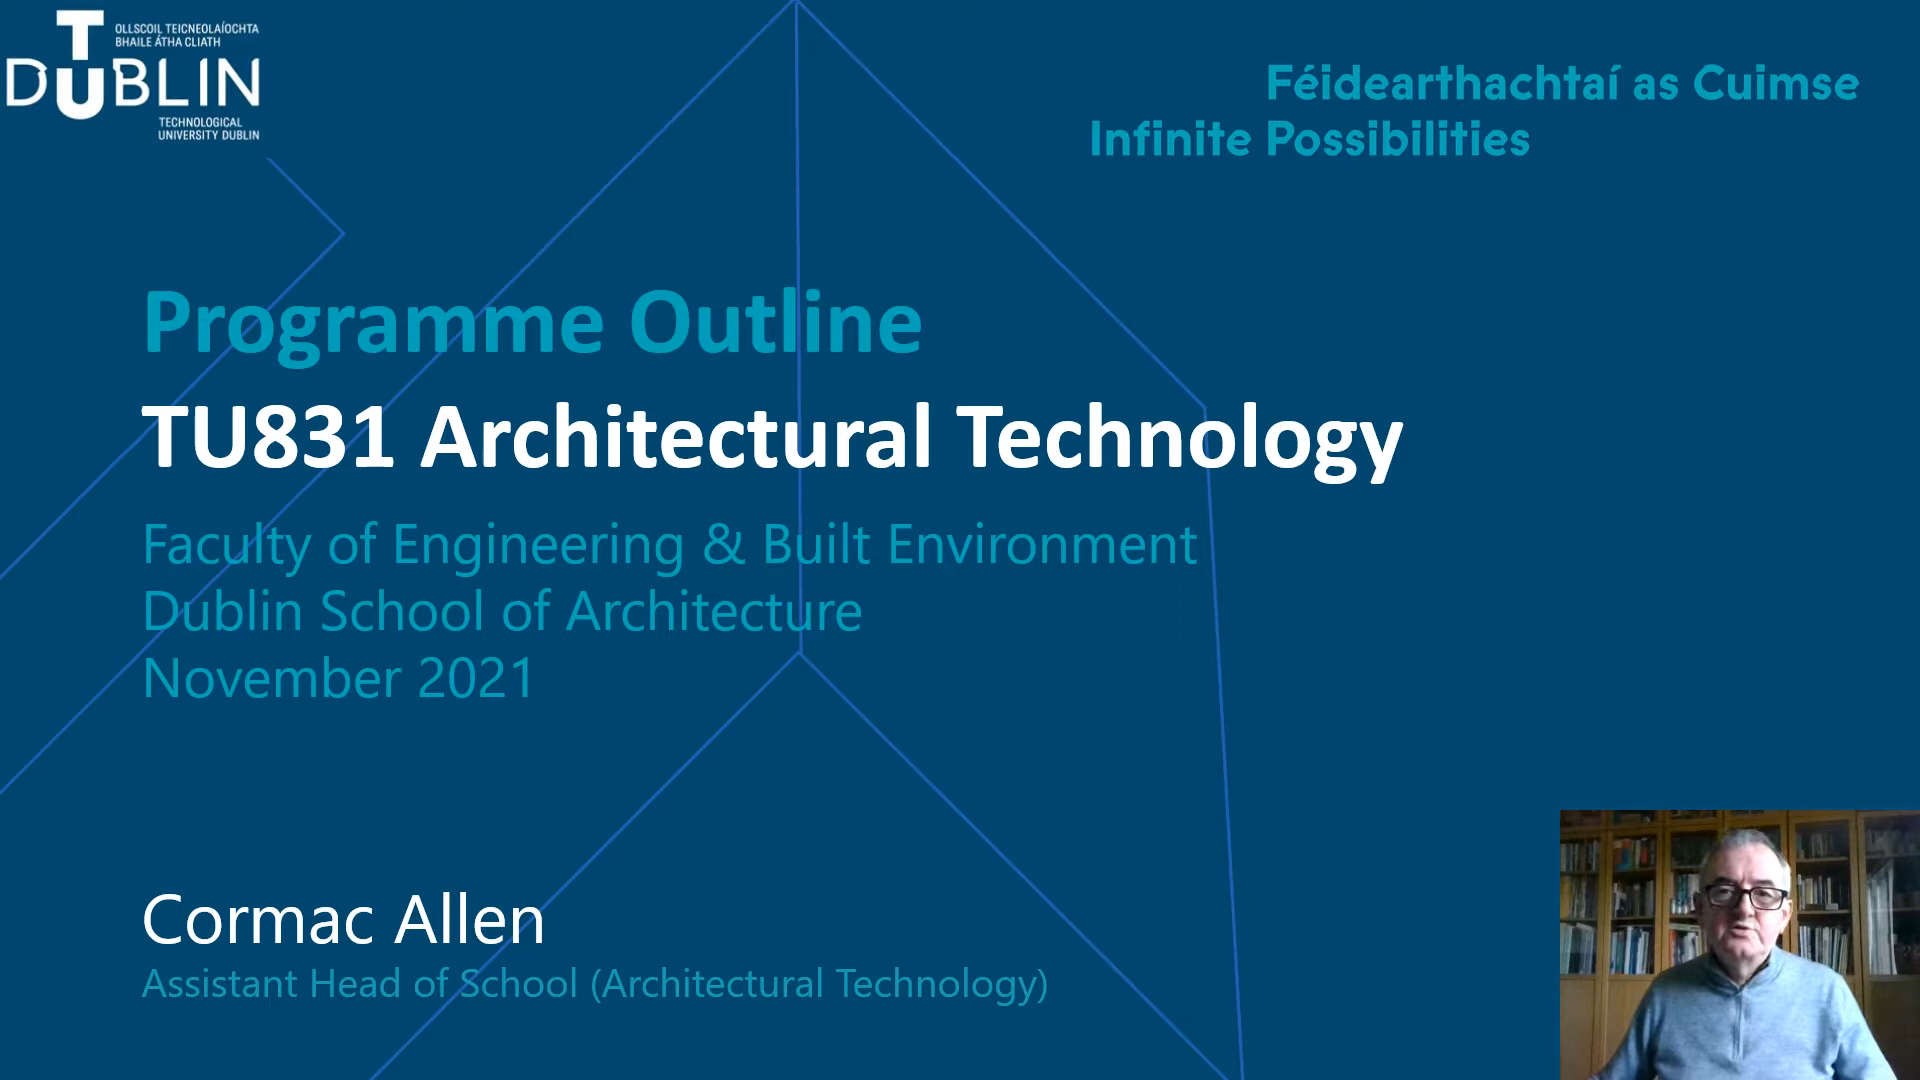 OLLSCOIL TEICNEOLAÍOCHTA
BHAILE ÁTHA CLIATH
TU DUBLIN
TECHNOLOGICAL
UNIVERSITY DUBLIN
Féidearthachtaí as Cuimse
Infinite Possibilities
Programme Outline
TU831 Architectural Technology
Faculty of Engineering & Built Environment
Dublin School of Architecture
November 2021
Cormac Allen
Assistant Head of School (Architectural Technology)